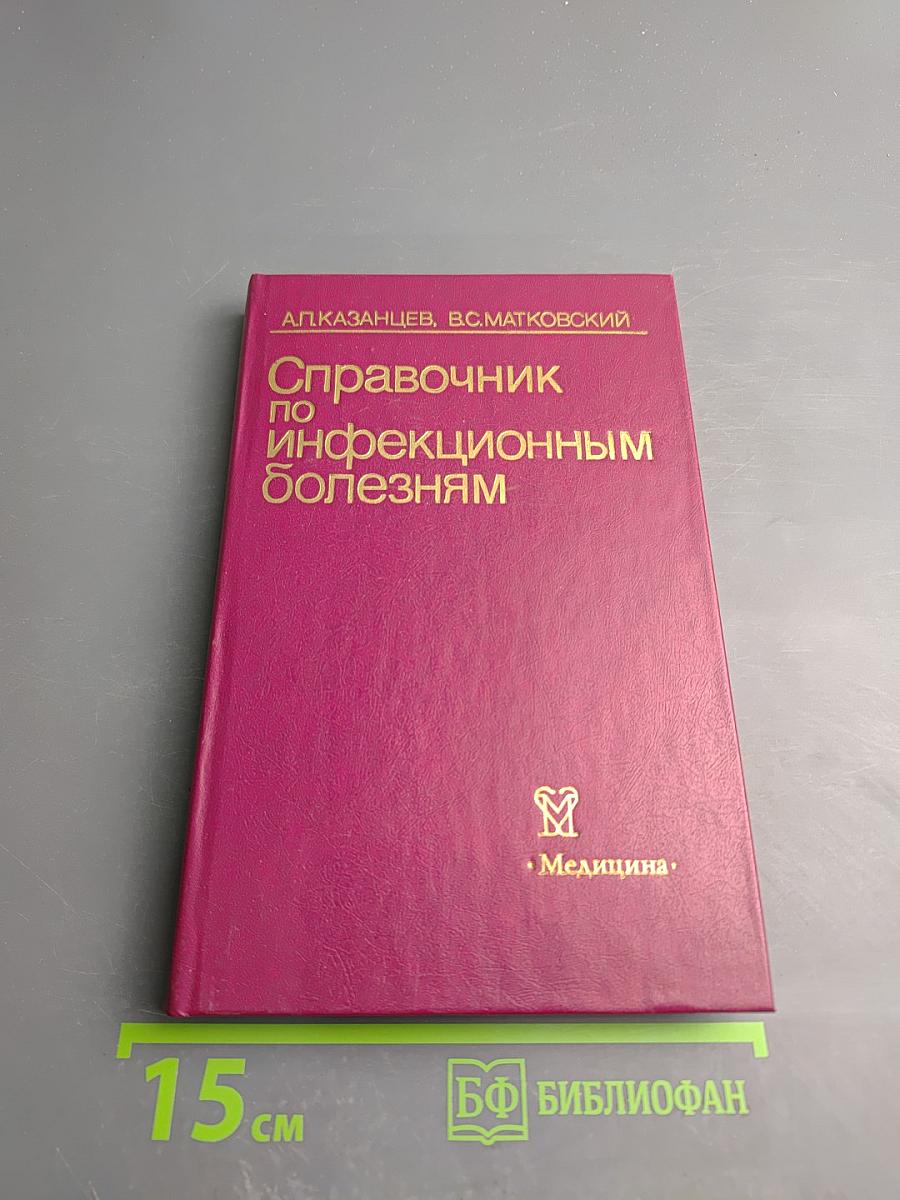 А.П.КАЗАНЦЕВ, В.С.МАТКОВСКИЙ
Справочник
по
инфекционным
болезням
М
·Медицина·
15 см
БФ БИБЛИОФАН